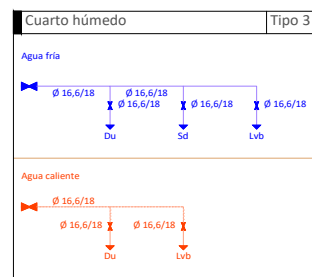 Cuarto húmedo Tipo 3
Agua fría
Ø 16,6/18 Ø 16,6/18
Ø 16,6/18 Ø 16,6/18 Ø 16,6/18
Du Sd Lvb
Agua caliente
Ø 16,6/18
Ø 16,6/18 Ø 16,6/18
Du Lvb